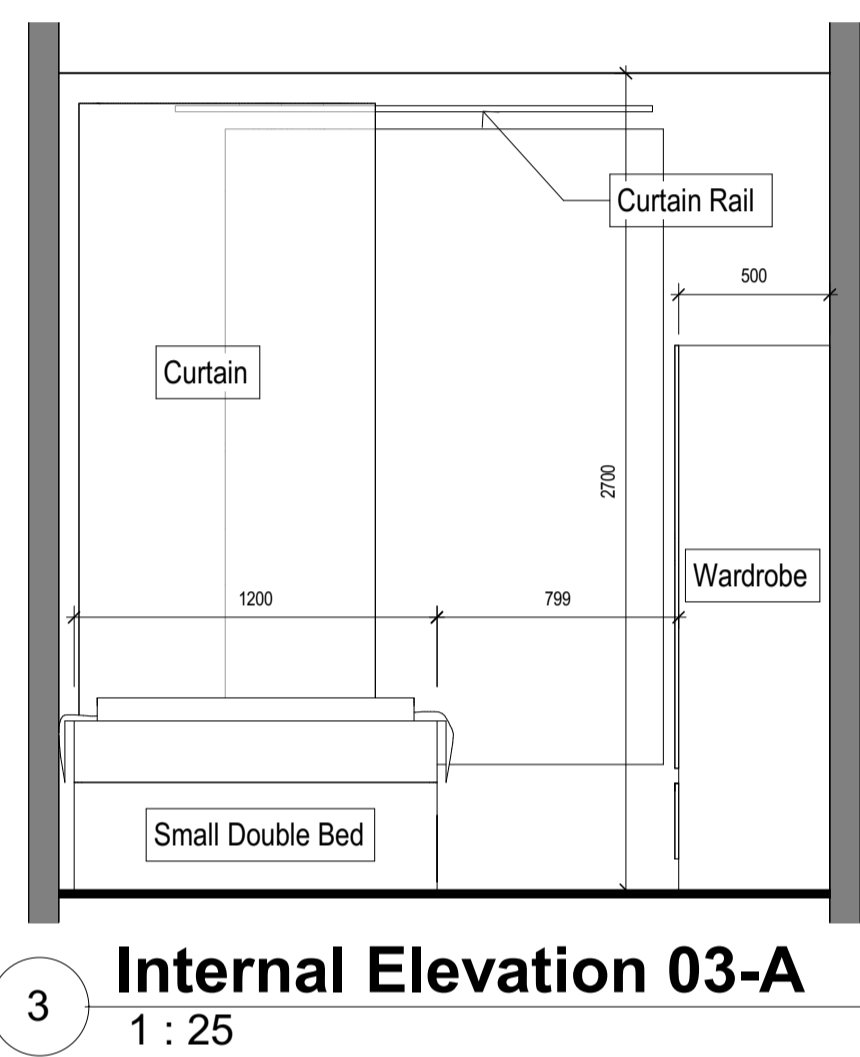 Curtain Rail
500
Curtain
2700
Wardrobe
1200
799
Small Double Bed
3
Internal Elevation 03-A
1 : 25